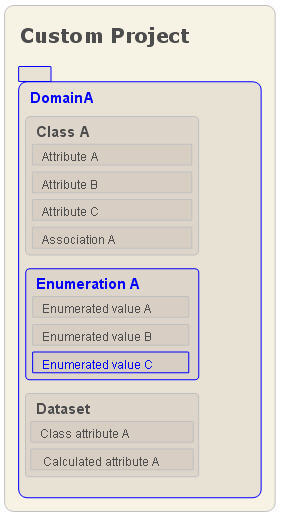 Custom Project
DomainA
Class A
Attribute A
Attribute B
Attribute C
Association A
Enumeration A
Enumerated value A
Enumerated value B
Enumerated value C
Dataset
Class attribute A
Calculated attribute A